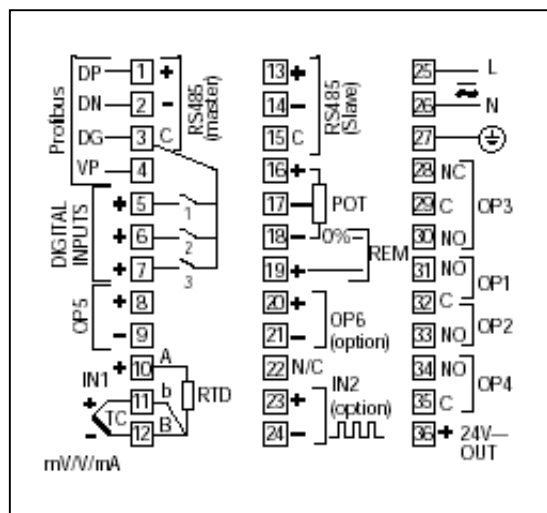 Profibus
DP 1 +
DN 2 -
DG 3 C
VP 4
RS485
(master)
DIGITAL
INPUTS
+ 5 1
+ 6 2
+ 7 3
OP5
+ 8
- 9
IN1
+ 10 A
+ 11 b
TC
- 12 B
RTD
mV/V/mA
13 +
14 -
15 C
RS485
(Slave)
16 +
17 - POT
18 - 0%
19 +
REM
20 +
21 -
OP6
(option)
22 N/C
23 +
24 -
IN2
(option)
25 L
26 N
27
28 NC
29 C
30 NO
OP3
31 NO
OP1
32 C
33 NO
OP2
34 NO
35 C
OP4
36 + 24V
OUT